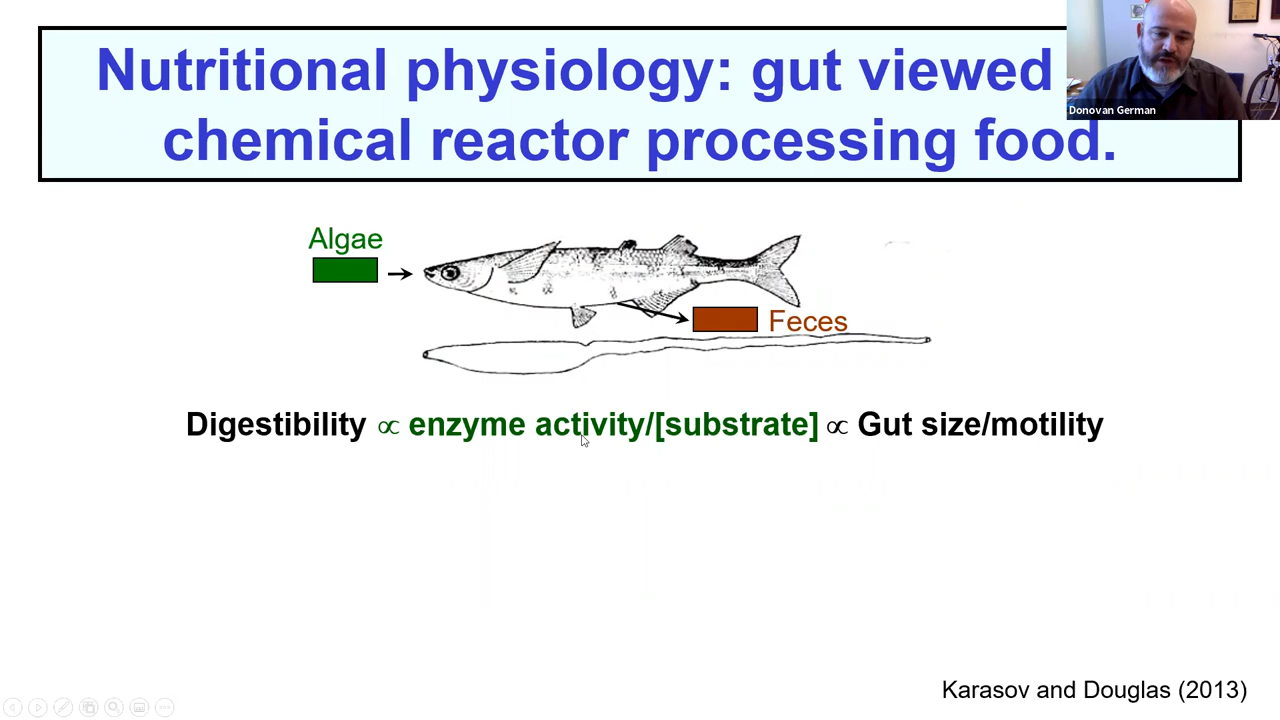 Nutritional physiology: gut viewed
chemical reactor processing food.
Donovan German
Algae
Feces
Digestibility ∝ enzyme activity/[substrate] ∝ Gut size/motility
Karasov and Douglas (2013)